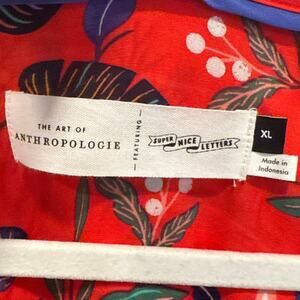 THE ART OF
ANTHROPOLOGIE
FEATURING
SUPER NICE LETTERS
XL
Made in
Indonesia